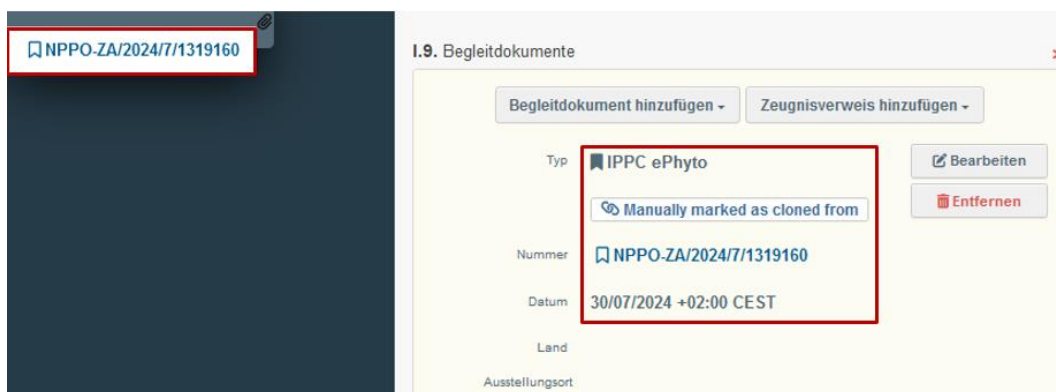 NPPO-ZA/2024/7/1319160
I.9. Begleitdokumente
Begleitdokument hinzufügen
Zeugnisverweis hinzufügen
Typ
IPPC ePhyto
Bearbeiten
Manually marked as cloned from
Entfernen
Nummer
NPPO-ZA/2024/7/1319160
Datum
30/07/2024 +02:00 CEST
Land
Ausstellungsort